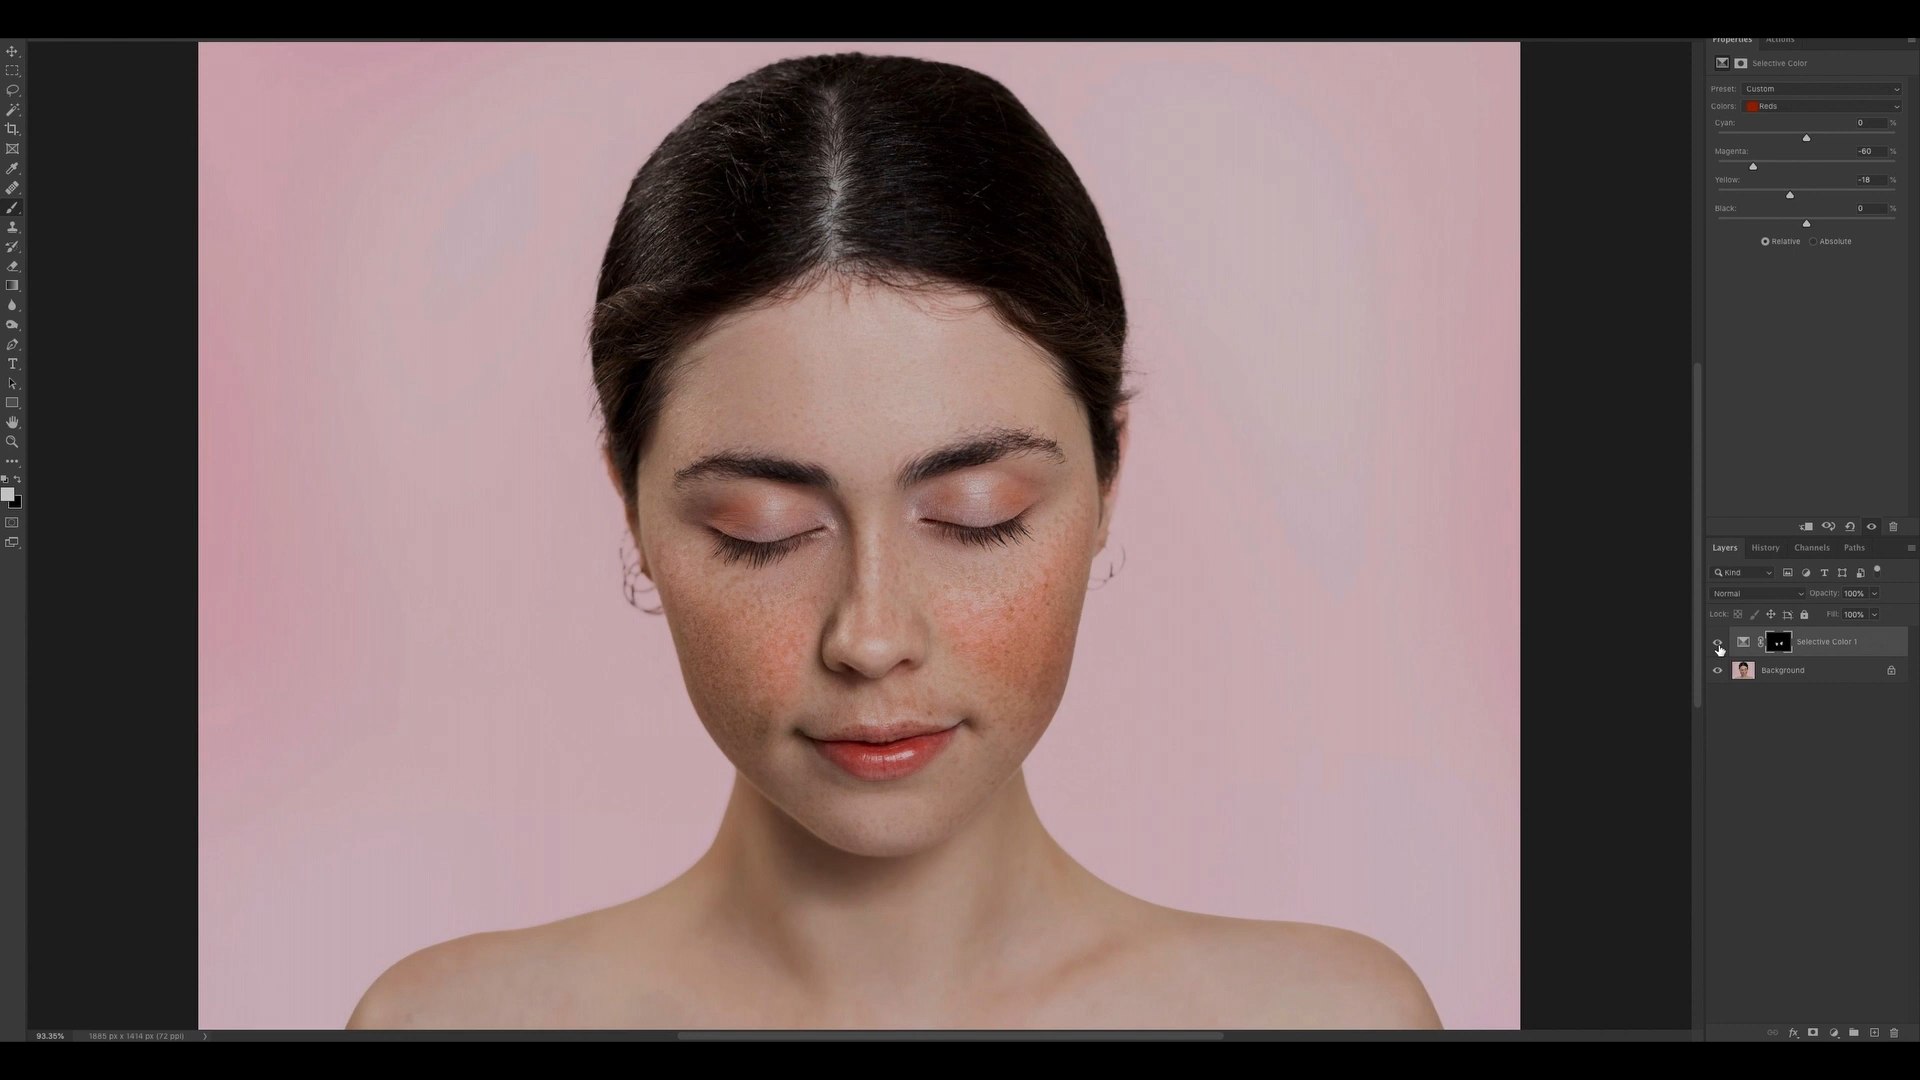 Properties Actions
Selective Color
Preset: Custom
Colors: Reds
Cyan: 0 %
Magenta: -60 %
Yellow: -18 %
Black: 0 %
Relative Absolute
Layers History Channels Paths
Kind
Normal Opacity: 100%
Lock: Fill: 100%
Selective Color 1
Background
93.35% 1885 px x 1414 px (72 ppi)